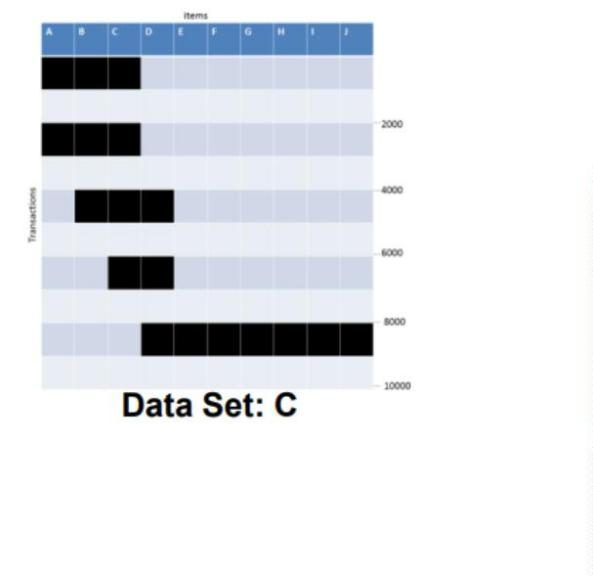 items
A B C D E F G H I J
2000
4000
Transactions
6000
8000
10000
Data Set: C